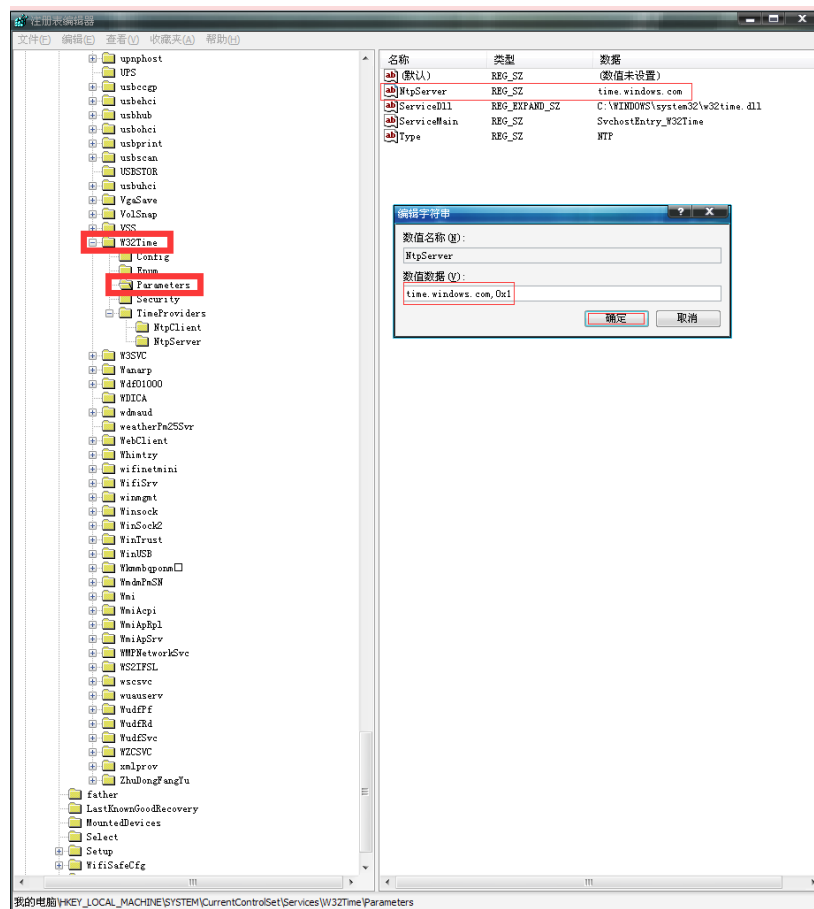 注册表编辑器
文件(F) 编辑(E) 查看(V) 收藏夹(A) 帮助(H)
upnphost
UPS
usbccgp
usbehci
usbhub
usbohci
usbprint
usbscan
USBSTOR
usbuhci
VgaSave
VolSnap
VSS
W32Time
Config
Enum
Parameters
Security
TimeProviders
NtpClient
NtpServer
W3SVC
Wanarp
Wdf01000
WDICA
wdmaud
weatherPm25Svr
WebClient
Whimtzy
wifinetmini
WifiSrv
winmgmt
Winsock
WinSock2
WinTrust
WinUSB
Wkmmbqponm□
WmdmPmSN
Wmi
WmiAcpi
WmiApRpl
WmiApSrv
WMPNetworkSvc
WS2IFSL
wscsvc
wuauserv
WudfPf
WudfRd
WudfSvc
WZCSVC
xmlprov
ZhuDongFangYu
father
LastKnownGoodRecovery
MountedDevices
Select
Setup
WifiSafeCfg
名称 类型 数据
(默认) REG_SZ (数值未设置)
NtpServer REG_SZ time.windows.com
ServiceDll REG_EXPAND_SZ C:\WINDOWS\system32\w32time.dll
ServiceMain REG_SZ SvchostEntry_W32Time
Type REG_SZ NTP
编辑字符串
数值名称(N):
NtpServer
数值数据(V):
time.windows.com,0x1
确定 取消
我的电脑\HKEY_LOCAL_MACHINE\SYSTEM\CurrentControlSet\Services\W32Time\Parameters